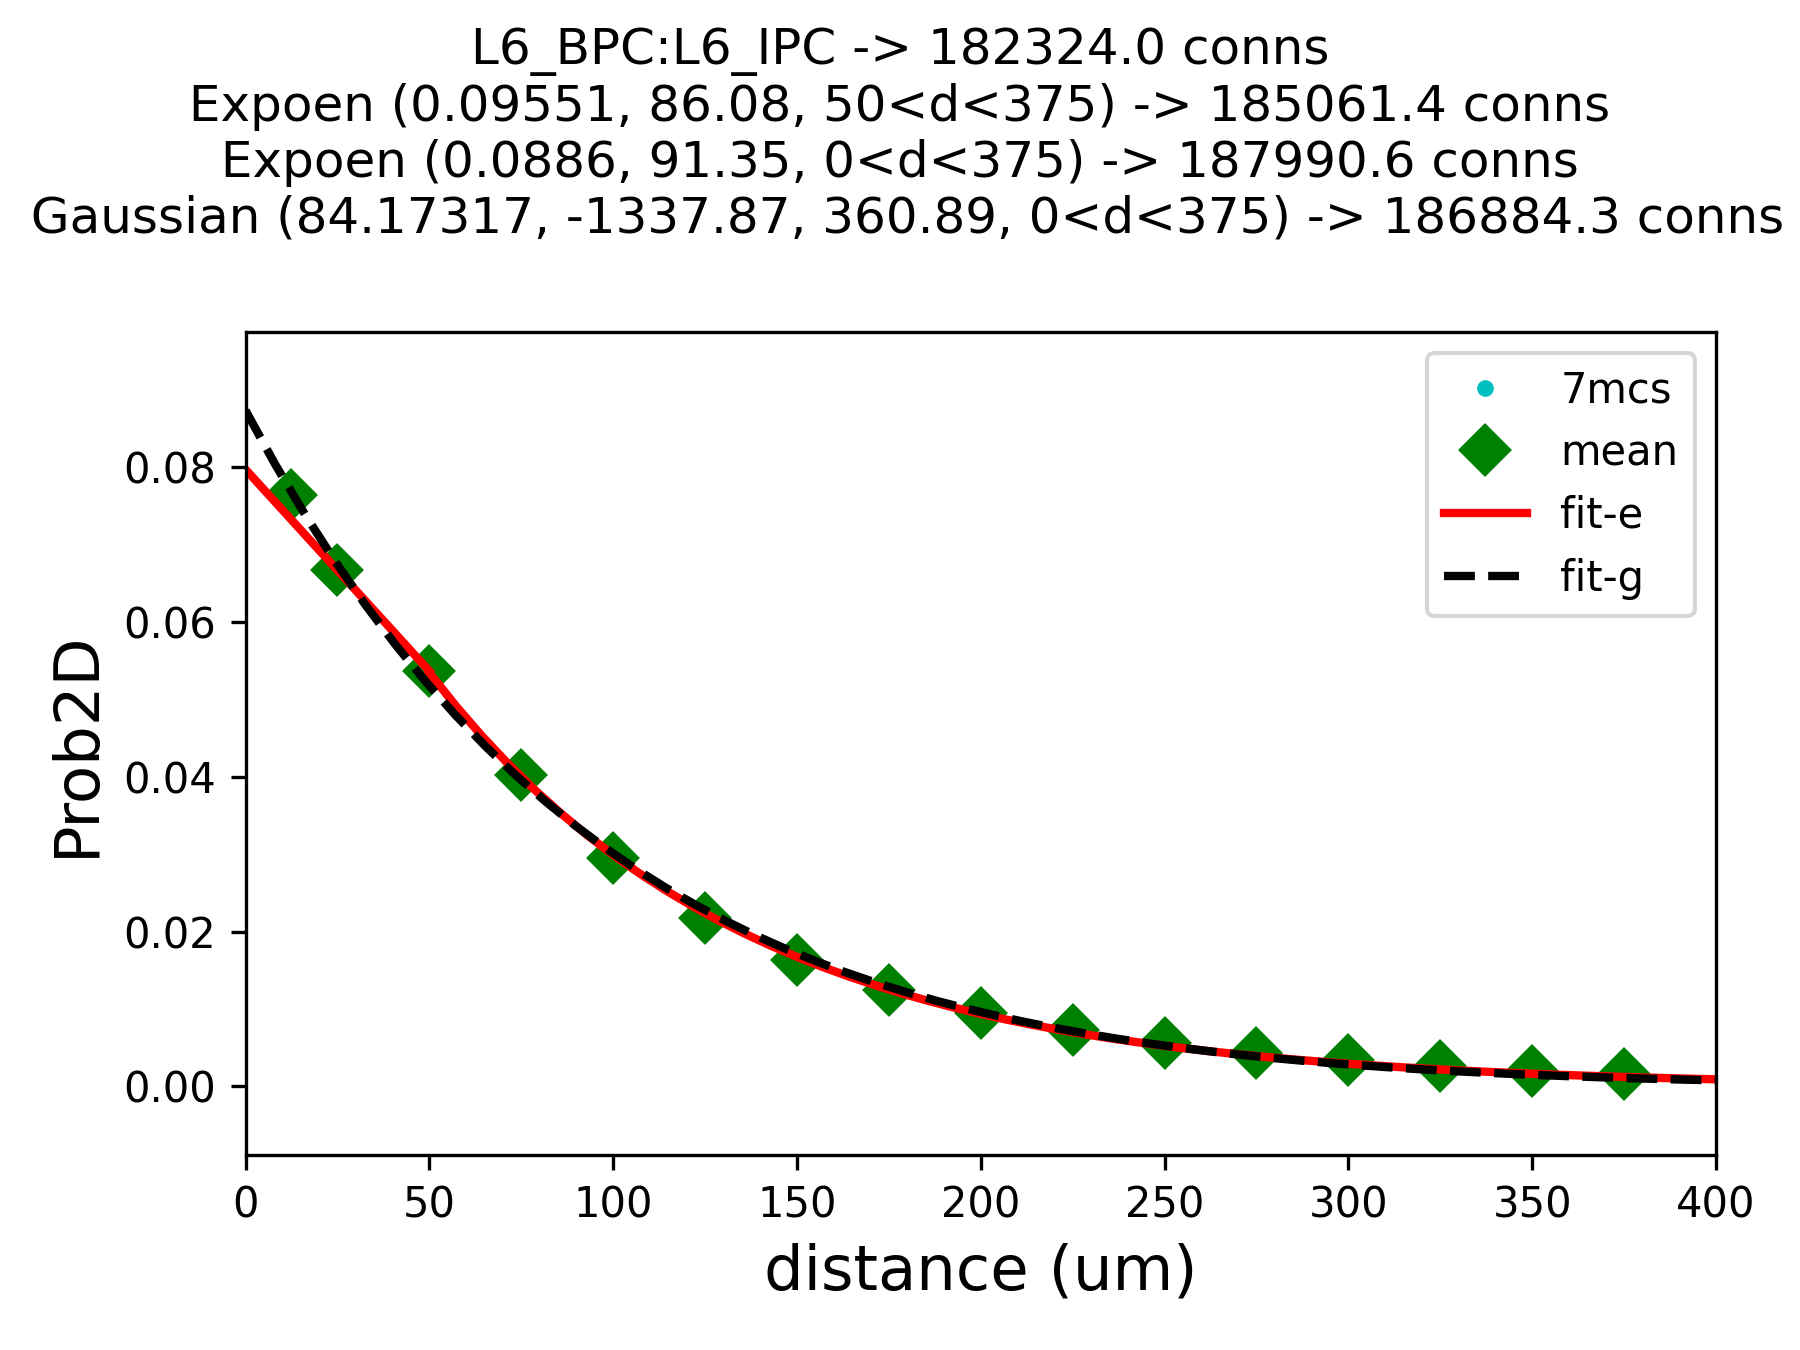 L6_BPC:L6_IPC -> 182324.0 conns
Expoen (0.09551, 86.08, 50<d<375) -> 185061.4 conns
Expoen (0.0886, 91.35, 0<d<375) -> 187990.6 conns
Gaussian (84.17317, -1337.87, 360.89, 0<d<375) -> 186884.3 conns
7mcs
mean
fit-e
fit-g
Prob2D
0.08
0.06
0.04
0.02
0.00
0 50 100 150 200 250 300 350 400
distance (um)